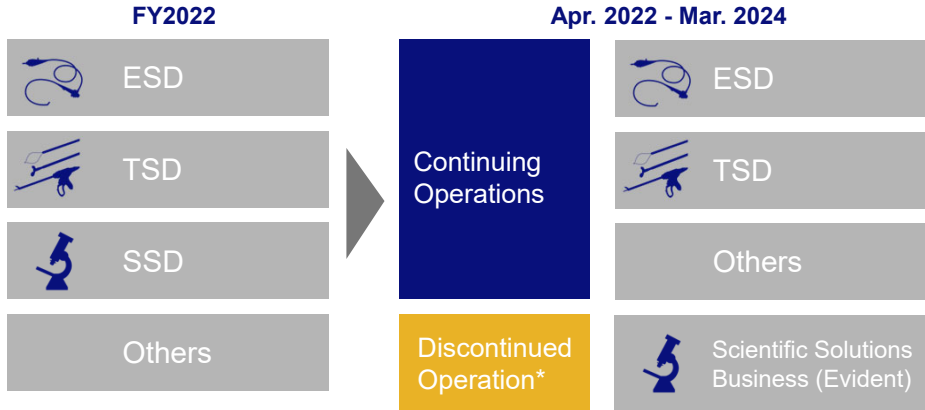 FY2022
Apr. 2022 - Mar. 2024
ESD
TSD
SSD
Others
Continuing
Operations
Discontinued
Operation*
ESD
TSD
Others
Scientific Solutions
Business (Evident)